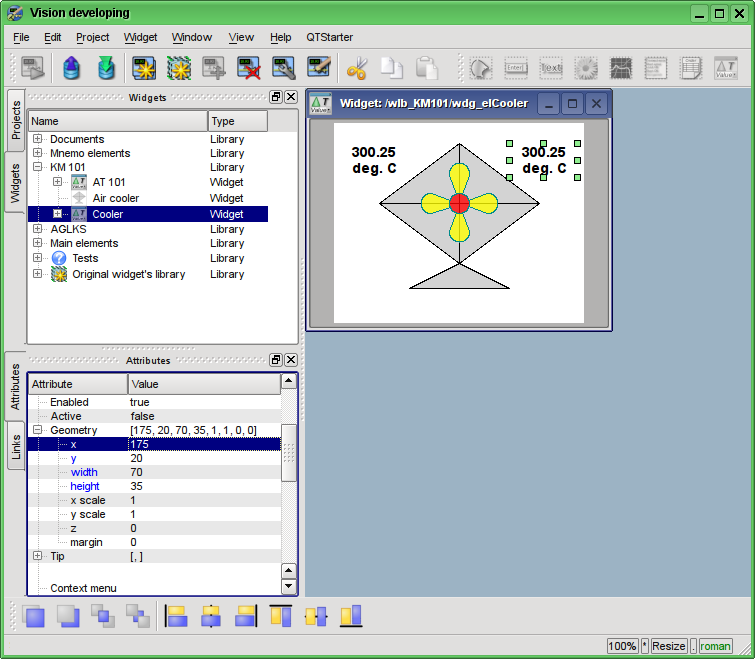 Vision developing
File Edit Project Widget Window View Help QTStarter
Enter| Text AT Values
Widgets
Projects
Widgets
Name Type
Documents Library
Mnemo elements Library
KM 101 Library
AT 101 Widget
Air cooler Widget
Cooler Widget
AGLKS Library
Main elements Library
Tests Library
Original widget's library Library
Widget: /wlb_KM101/wdg_elCooler
300.25
deg. C
300.25
deg. C
Attributes
Attributes
Links
Attribute Value
Enabled true
Active false
Geometry [175, 20, 70, 35, 1, 1, 0, 0]
x 175
y 20
width 70
height 35
x scale 1
y scale 1
z 0
margin 0
Tip [, ]
Context menu
100% * Resize . roman